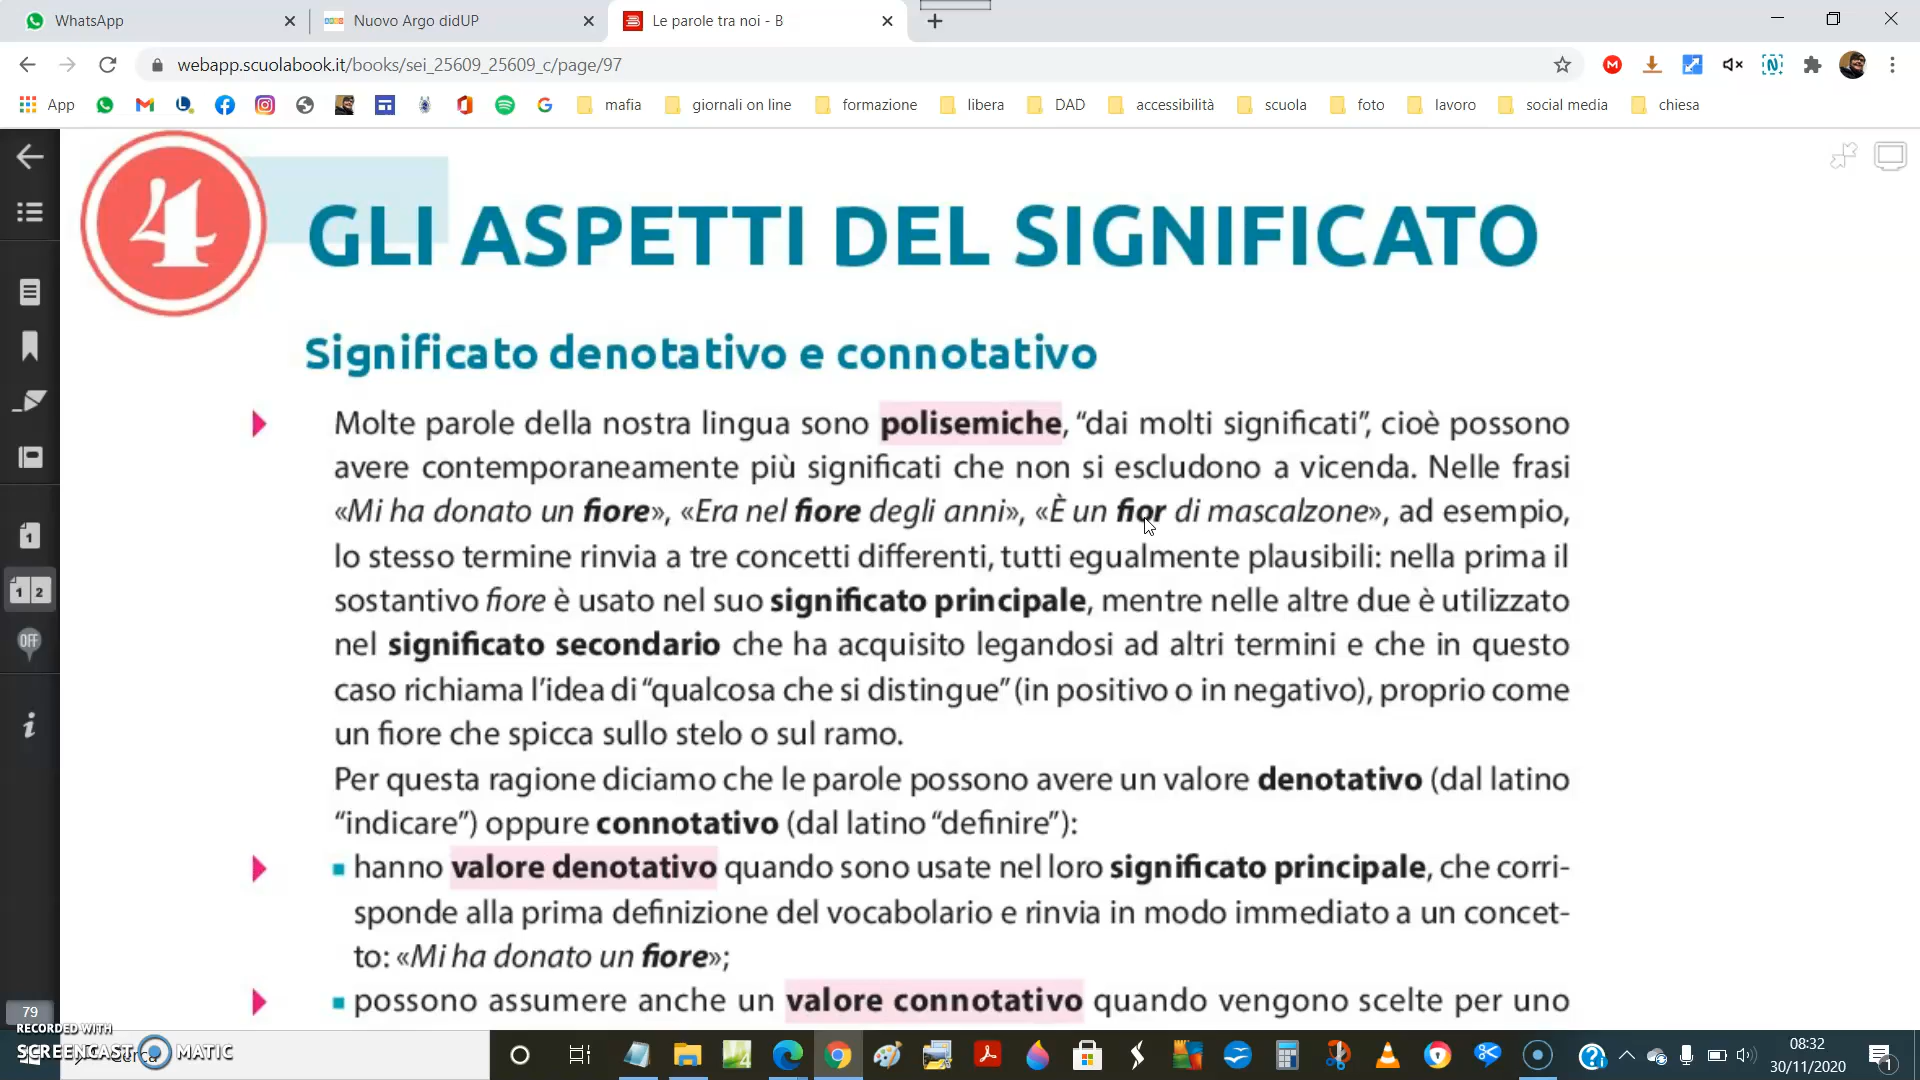 WhatsApp
Nuovo Argo didUP
Le parole tra noi - B
webapp.scuolabook.it/books/sei_25609_25609_c/page/97
App mafia giornali on line formazione libera DAD accessibilità scuola foto lavoro social media chiesa
4
GLI ASPETTI DEL SIGNIFICATO
Significato denotativo e connotativo
Molte parole della nostra lingua sono polisemiche, “dai molti significati”, cioè possono
avere contemporaneamente più significati che non si escludono a vicenda. Nelle frasi
«Mi ha donato un fiore», «Era nel fiore degli anni», «È un fior di mascalzone», ad esempio,
lo stesso termine rinvia a tre concetti differenti, tutti egualmente plausibili: nella prima il
sostantivo fiore è usato nel suo significato principale, mentre nelle altre due è utilizzato
nel significato secondario che ha acquisito legandosi ad altri termini e che in questo
caso richiama l’idea di “qualcosa che si distingue” (in positivo o in negativo), proprio come
un fiore che spicca sullo stelo o sul ramo.
Per questa ragione diciamo che le parole possono avere un valore denotativo (dal latino
“indicare”) oppure connotativo (dal latino “definire”):
hanno valore denotativo quando sono usate nel loro significato principale, che corri-
sponde alla prima definizione del vocabolario e rinvia in modo immediato a un concet-
to: «Mi ha donato un fiore»;
possono assumere anche un valore connotativo quando vengono scelte per uno
1
1 2
OFF
i
79
RECORDED WITH
SCREENCAST MATIC
08:32
30/11/2020
1